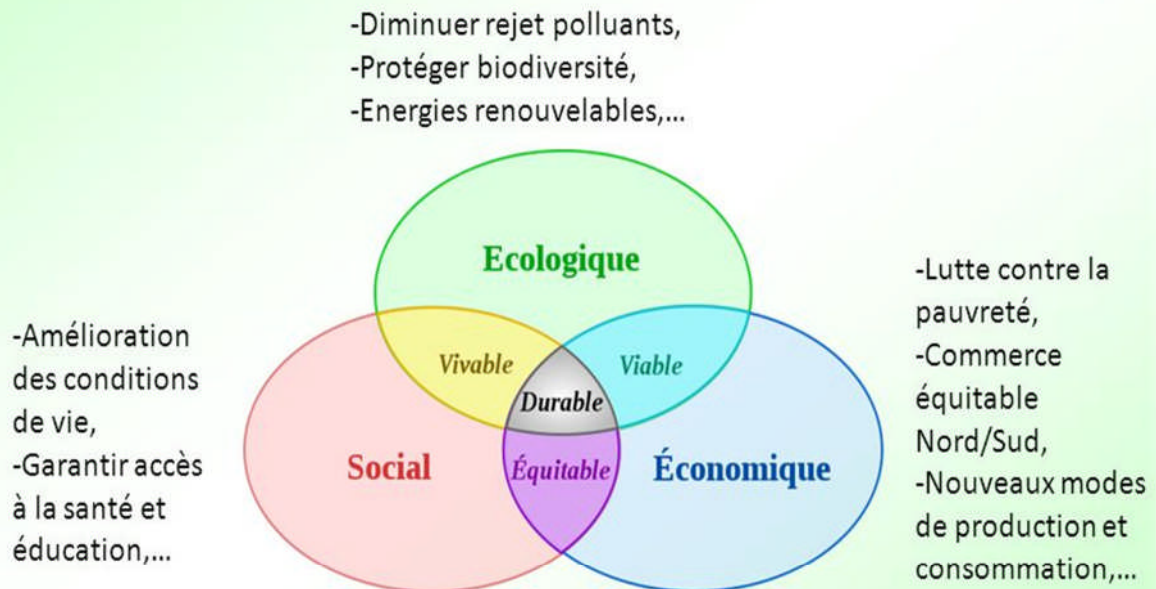 -Diminuer rejet polluants,
-Protéger biodiversité,
-Energies renouvelables,...
Ecologique
-Amélioration
des conditions
de vie,
-Garantir accès
à la santé et
éducation,...
Vivable
Viable
Durable
Social
Équitable
Économique
-Lutte contre la
pauvreté,
-Commerce
équitable
Nord/Sud,
-Nouveaux modes
de production et
consommation,...